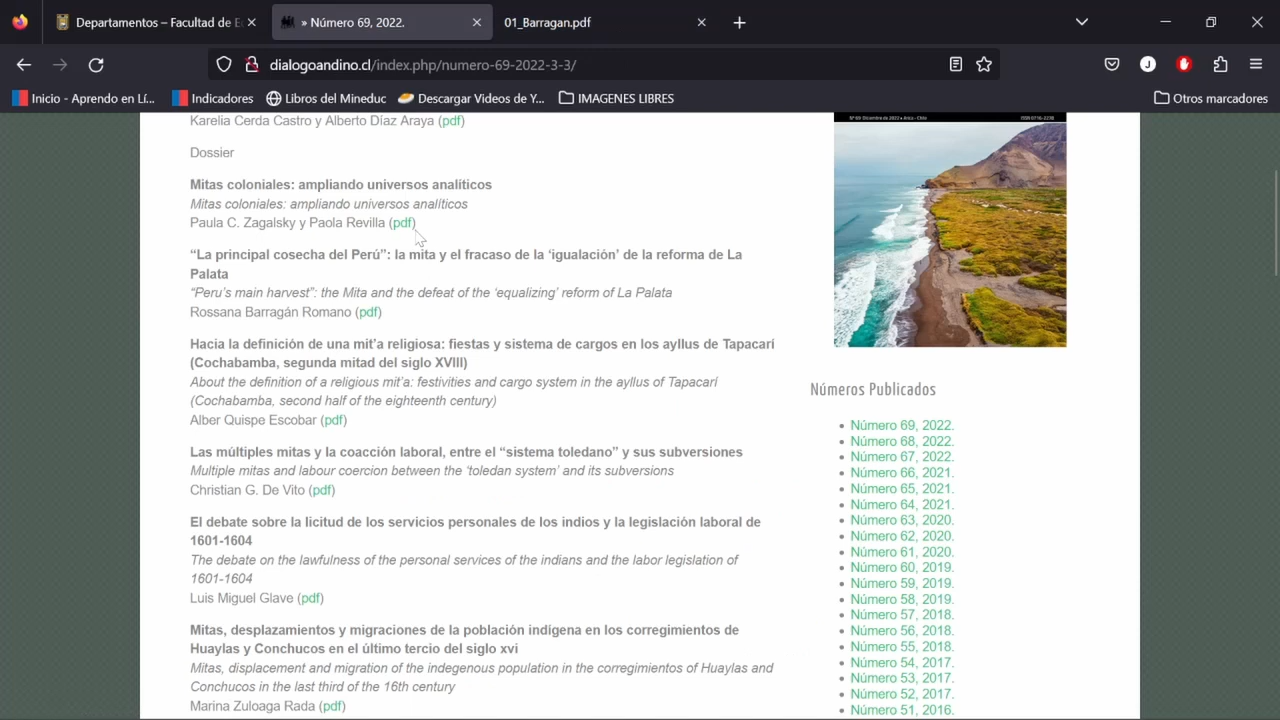 Departamentos – Facultad de E
» Número 69, 2022.
01_Barragan.pdf
dialogoandino.cl/index.php/numero-69-2022-3-3/
Inicio - Aprendo en Lí...
Indicadores
Libros del Mineduc
Descargar Videos de Y...
IMAGENES LIBRES
Otros marcadores
Karelia Cerda Castro y Alberto Díaz Araya (pdf)
Dossier
Mitas coloniales: ampliando universos analíticos
Mitas coloniales: ampliando universos analíticos
Paula C. Zagalsky y Paola Revilla (pdf)
“La principal cosecha del Perú”: la mita y el fracaso de la ‘igualación’ de la reforma de La
Palata
“Peru’s main harvest”: the Mita and the defeat of the ‘equalizing’ reform of La Palata
Rossana Barragán Romano (pdf)
Hacia la definición de una mit’a religiosa: fiestas y sistema de cargos en los ayllus de Tapacarí
(Cochabamba, segunda mitad del siglo XVIII)
About the definition of a religious mit’a: festivities and cargo system in the ayllus of Tapacarí
(Cochabamba, second half of the eighteenth century)
Alber Quispe Escobar (pdf)
Las múltiples mitas y la coacción laboral, entre el “sistema toledano” y sus subversiones
Multiple mitas and labour coercion between the ‘toledan system’ and its subversions
Christian G. De Vito (pdf)
El debate sobre la licitud de los servicios personales de los indios y la legislación laboral de
1601-1604
The debate on the lawfulness of the personal services of the indians and the labor legislation of
1601-1604
Luis Miguel Glave (pdf)
Mitas, desplazamientos y migraciones de la población indígena en los corregimientos de
Huaylas y Conchucos en el último tercio del siglo xvi
Mitas, displacement and migration of the indegenous population in the corregimientos of Huaylas and
Conchucos in the last third of the 16th century
Marina Zuloaga Rada (pdf)
Nº 69 Diciembre de 2022 • Arica - Chile
ISSN 0716-2278
Números Publicados
Número 69, 2022.
Número 68, 2022.
Número 67, 2022.
Número 66, 2021.
Número 65, 2021.
Número 64, 2021.
Número 63, 2020.
Número 62, 2020.
Número 61, 2020.
Número 60, 2019.
Número 59, 2019.
Número 58, 2019.
Número 57, 2018.
Número 56, 2018.
Número 55, 2018.
Número 54, 2017.
Número 53, 2017.
Número 52, 2017.
Número 51, 2016.